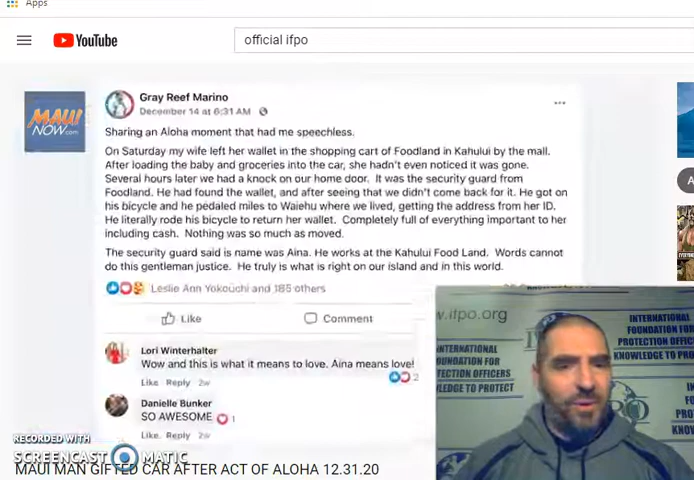 Apps
YouTube
official ifpo
MAUI
NOW.com
Gray Reef Marino
December 14 at 6:31 AM
Sharing an Aloha moment that had me speechless.
On Saturday my wife left her wallet in the shopping cart of Foodland in Kahului by the mall.
After loading the baby and groceries into the car, she hadn't even noticed it was gone.
Several hours later we had a knock on our home door. It was the security guard from
Foodland. He had found the wallet, and after seeing that we didn't come back for it. He got on
his bicycle and he pedaled miles to Waiehu where we lived, getting the address from her ID.
He literally rode his bicycle to return her wallet. Completely full of everything important to her
including cash. Nothing was so much as moved.
The security guard said is name was Aina. He works at the Kahului Food Land. Words cannot
do this gentleman justice. He truly is what is right on our island and in this world.
Leslie Ann Yokouchi and 185 others
Like
Comment
Lori Winterhalter
Wow and this is what it means to love. Aina means love!
2
Like Reply 2w
Danielle Bunker
SO AWESOME
1
Like. Reply 2w
w.ifpo.org
INTERNATIONAL
FOUNDATION FOR
PROTECTION OFFICERS
KNOWLEDGE TO PROTECT
INTERNATIONAL
OUNDATION FOR
TECTION OFFICERS
LEDGE TO PROTECT
RECORDED WITH
SCREENCAST MATIC
MAUI MAN GIFTED CAR AFTER ACT OF ALOHA 12.31.20